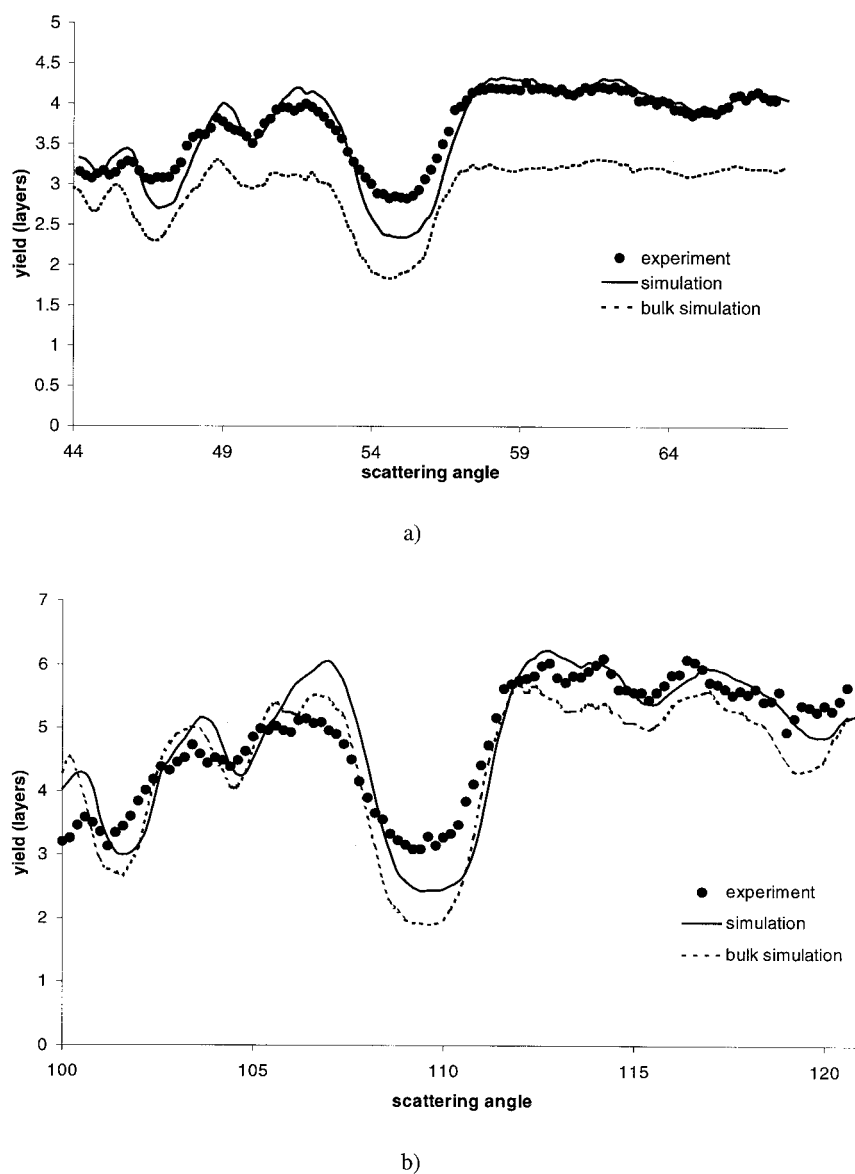 5
4.5
4
3.5
3
2.5
2
1.5
1
0.5
0
yield (layers)
experiment
simulation
bulk simulation
44 49 54 59 64
scattering angle
a)
7
6
5
4
3
2
1
0
yield (layers)
experiment
simulation
bulk simulation
100 105 110 115 120
scattering angle
b)